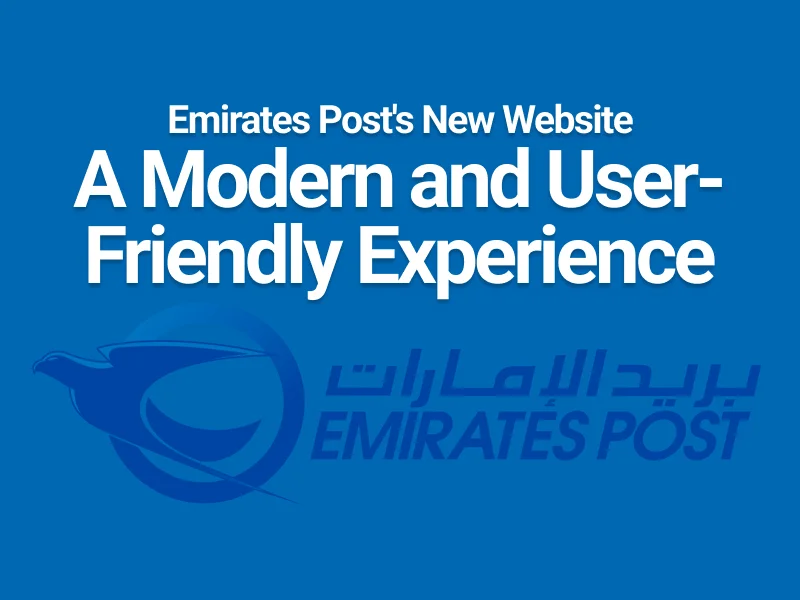 Emirates Post's New Website
A Modern and User-
Friendly Experience
بريد الإمارات
EMIRATES POST